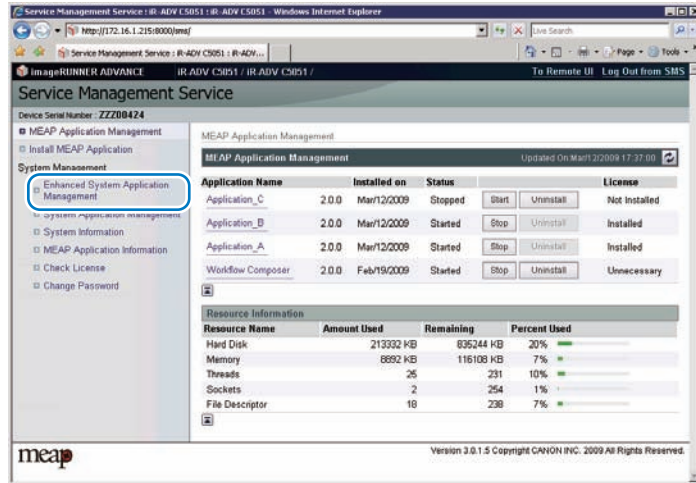 Service Management Service : iR-ADV C5051 : iR-ADV C5051 - Windows Internet Explorer
http://172.16.1.215:8000/sms/
Live Search
Service Management Service : iR-ADV C5051 : iR-ADV...
Page
Tools
imageRUNNER ADVANCE
iR-ADV C5051 / iR-ADV C5051 /
To Remote UI Log Out from SMS
Service Management Service
Device Serial Number : ZZZ00424
MEAP Application Management
Install MEAP Application
System Management
Enhanced System Application
Management
System Application Management
System Information
MEAP Application Information
Check License
Change Password
MEAP Application Management
MEAP Application Management
Updated On:Mar/12/2009 17:37:00
Application Name Installed on Status License
Application_C 2.0.0 Mar/12/2009 Stopped Start Uninstall Not Installed
Application_B 2.0.0 Mar/12/2009 Started Stop Uninstall Installed
Application_A 2.0.0 Mar/12/2009 Started Stop Uninstall Installed
Workflow Composer 2.0.0 Feb/19/2009 Started Stop Uninstall Unnecessary
Resource Information
Resource Name Amount Used Remaining Percent Used
Hard Disk 213332 KB 835244 KB 20%
Memory 8892 KB 116108 KB 7%
Threads 25 231 10%
Sockets 2 254 1%
File Descriptor 18 238 7%
meap
Version 3.0.1.5 Copyright CANON INC. 2009 All Rights Reserved.